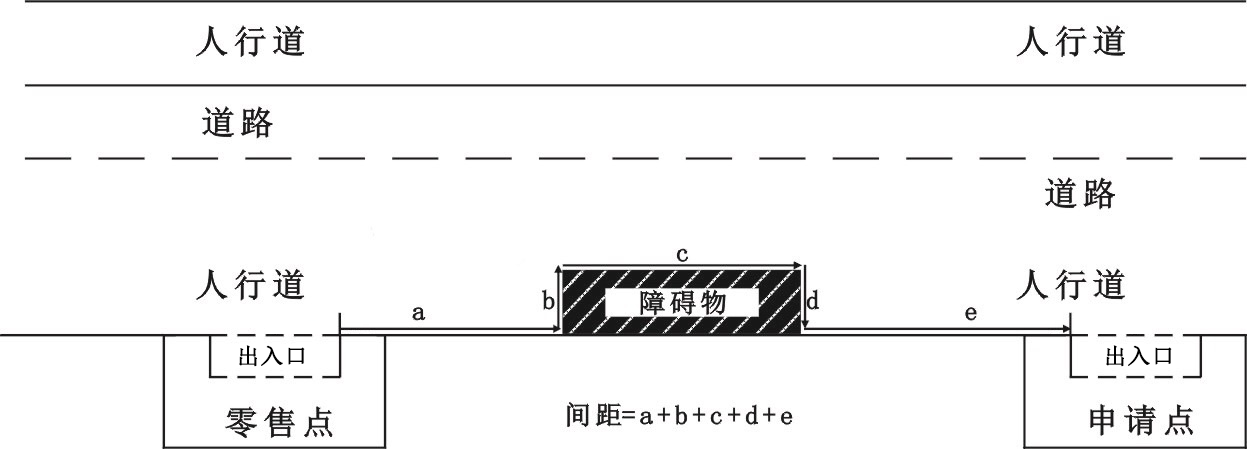 人行道 人行道
道路
道路
c
人行道 b 障碍物 d 人行道
a e
出入口 出入口
零售点 间距=a+b+c+d+e 申请点